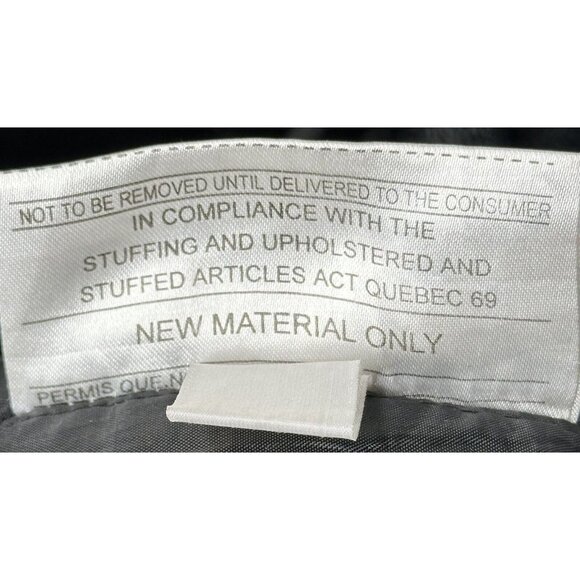 NOT TO BE REMOVED UNTIL DELIVERED TO THE CONSUMER
IN COMPLIANCE WITH THE
STUFFING AND UPHOLSTERED AND
STUFFED ARTICLES ACT QUEBEC 69
NEW MATERIAL ONLY
PERMIS QUE.